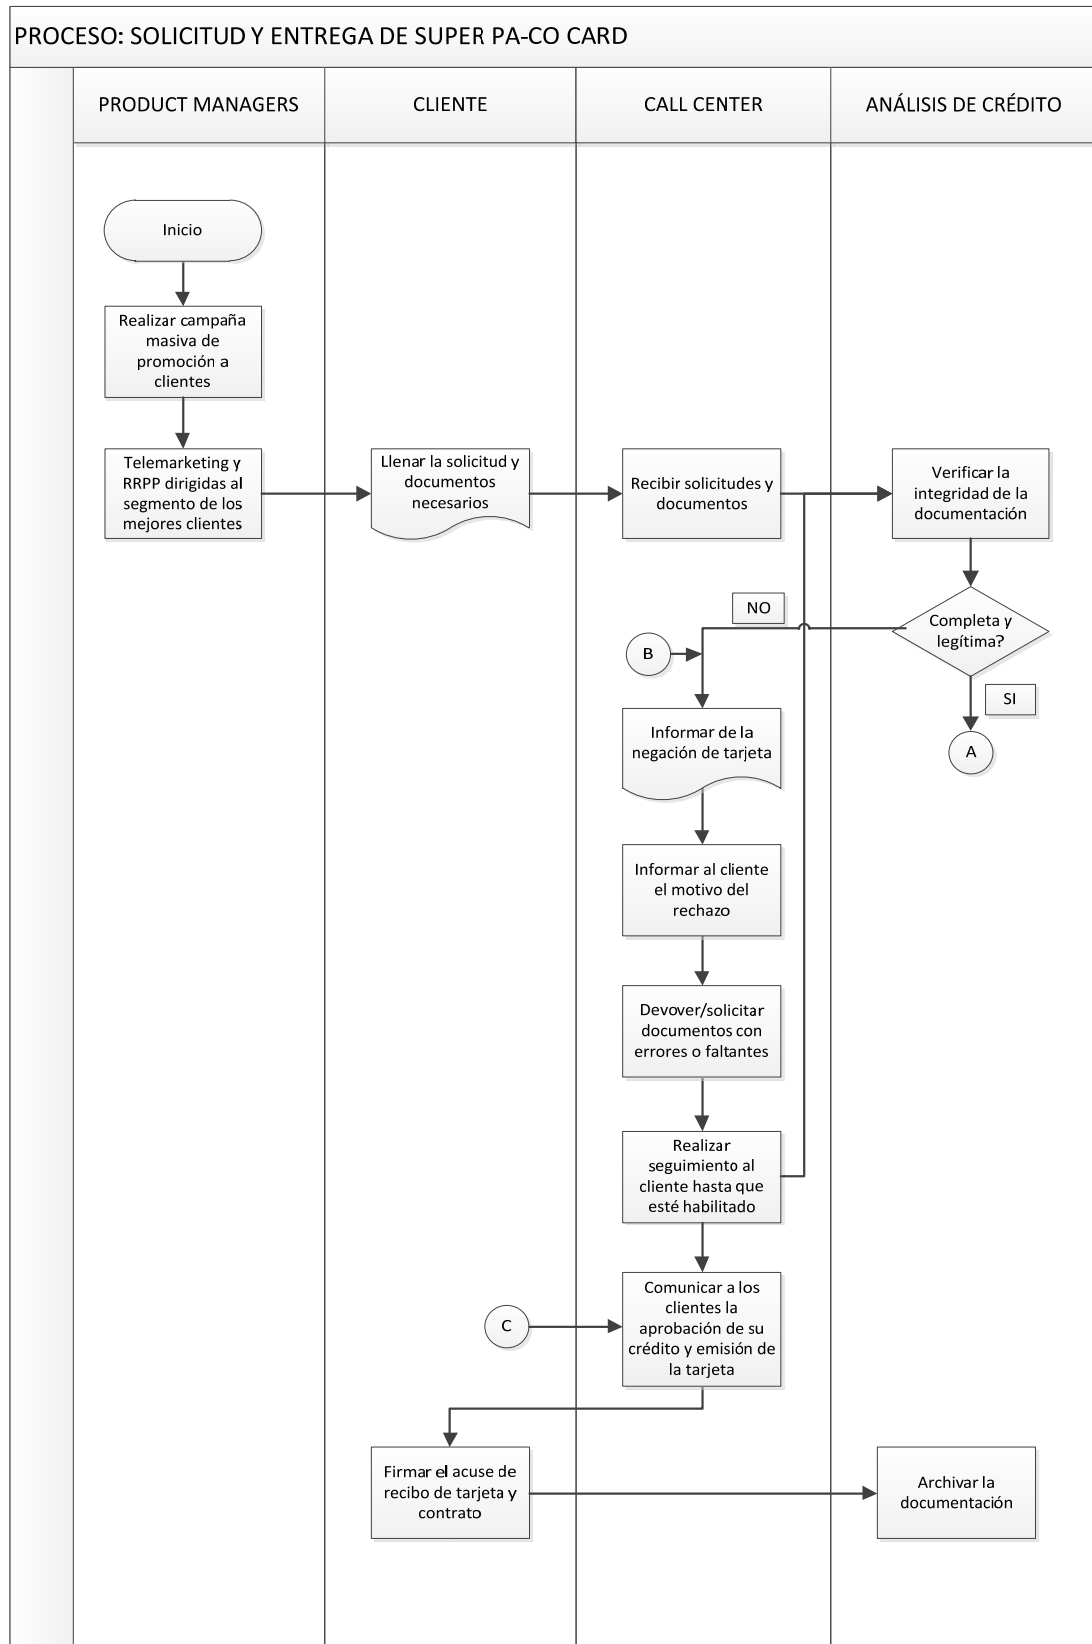 PROCESO: SOLICITUD Y ENTREGA DE SUPER PA-CO CARD
PRODUCT MANAGERS
CLIENTE
CALL CENTER
ANÁLISIS DE CRÉDITO
Inicio
Realizar campaña
masiva de
promoción a
clientes
Telemarketing y
RRPP dirigidas al
segmento de los
mejores clientes
Llenar la solicitud y
documentos
necesarios
Recibir solicitudes y
documentos
Verificar la
integridad de la
documentación
Completa y
legítima?
NO
SI
A
B
Informar de la
negación de tarjeta
Informar al cliente
el motivo del
rechazo
Devover/solicitar
documentos con
errores o faltantes
Realizar
seguimiento al
cliente hasta que
esté habilitado
C
Comunicar a los
clientes la
aprobación de su
crédito y emisión de
la tarjeta
Firmar el acuse de
recibo de tarjeta y
contrato
Archivar la
documentación